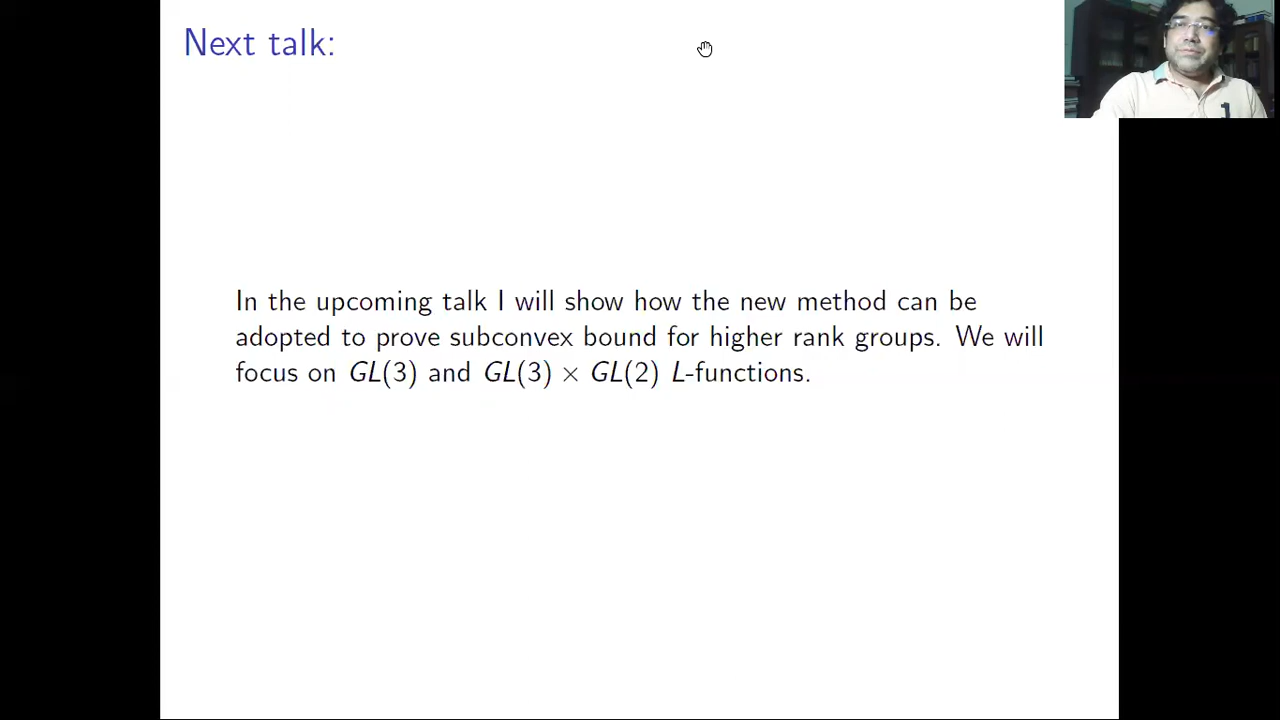 Next talk:
In the upcoming talk I will show how the new method can be
adopted to prove subconvex bound for higher rank groups. We will
focus on GL(3) and GL(3) × GL(2) L-functions.